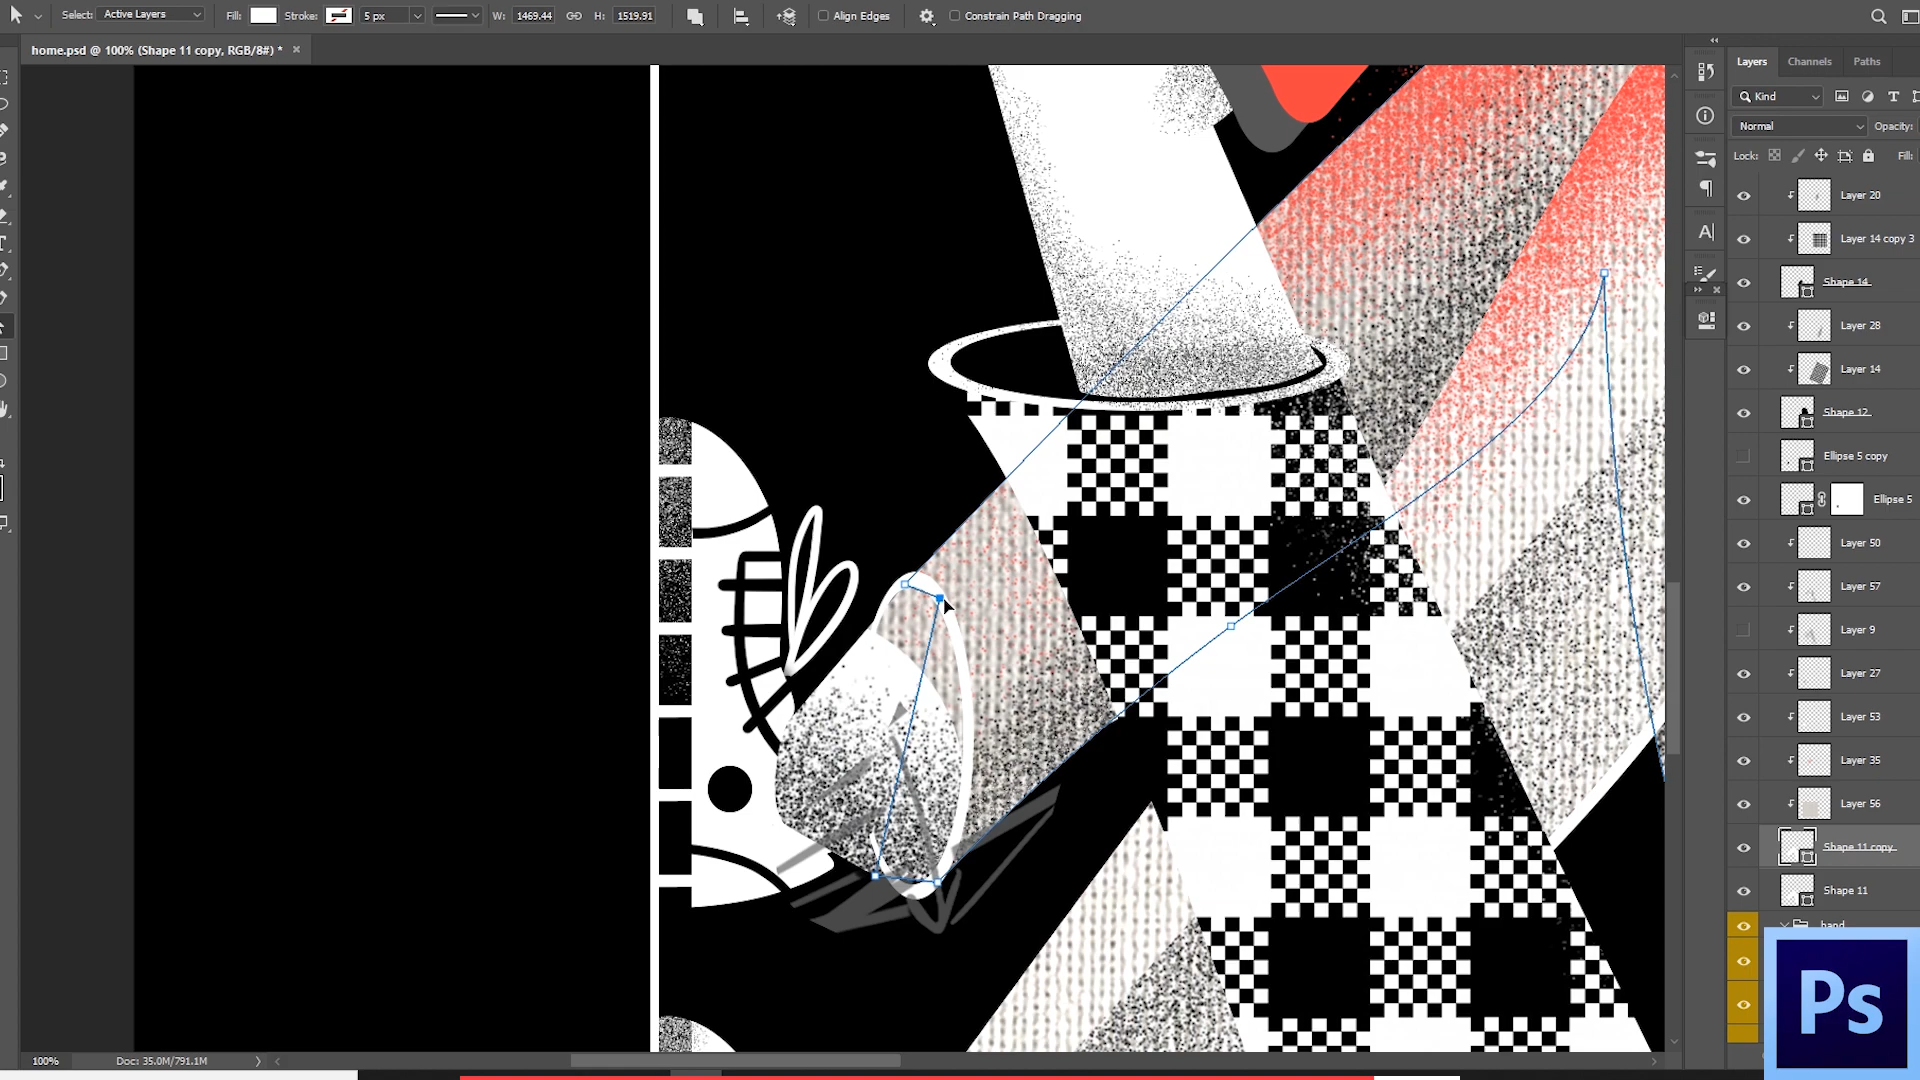 Select: Active Layers Fill: Stroke: 5 px W: 1469.44 H: 1519.91 Align Edges Constrain Path Dragging
home.psd @ 100% (Shape 11 copy, RGB/8#) * ×
Layers Channels Paths
Kind
Normal Opacity:
Lock: Fill:
Layer 20
Layer 14 copy 3
Shape 14
Layer 28
Layer 14
Shape 12
Ellipse 5 copy
Ellipse 5
Layer 50
Layer 57
Layer 9
Layer 27
Layer 53
Layer 35
Layer 56
Shape 11 copy
Shape 11
hand
Ps
100% Doc: 35.0M/791.1M